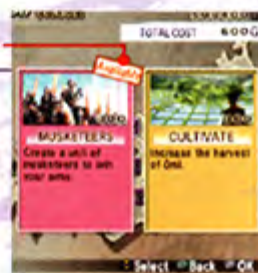 TOTAL COST 600G
Available
MUSKETEERS
Create a unit of
musketeers to join
your army.
CULTIVATE
Increase the harvest
of Omi.
Select Back OK